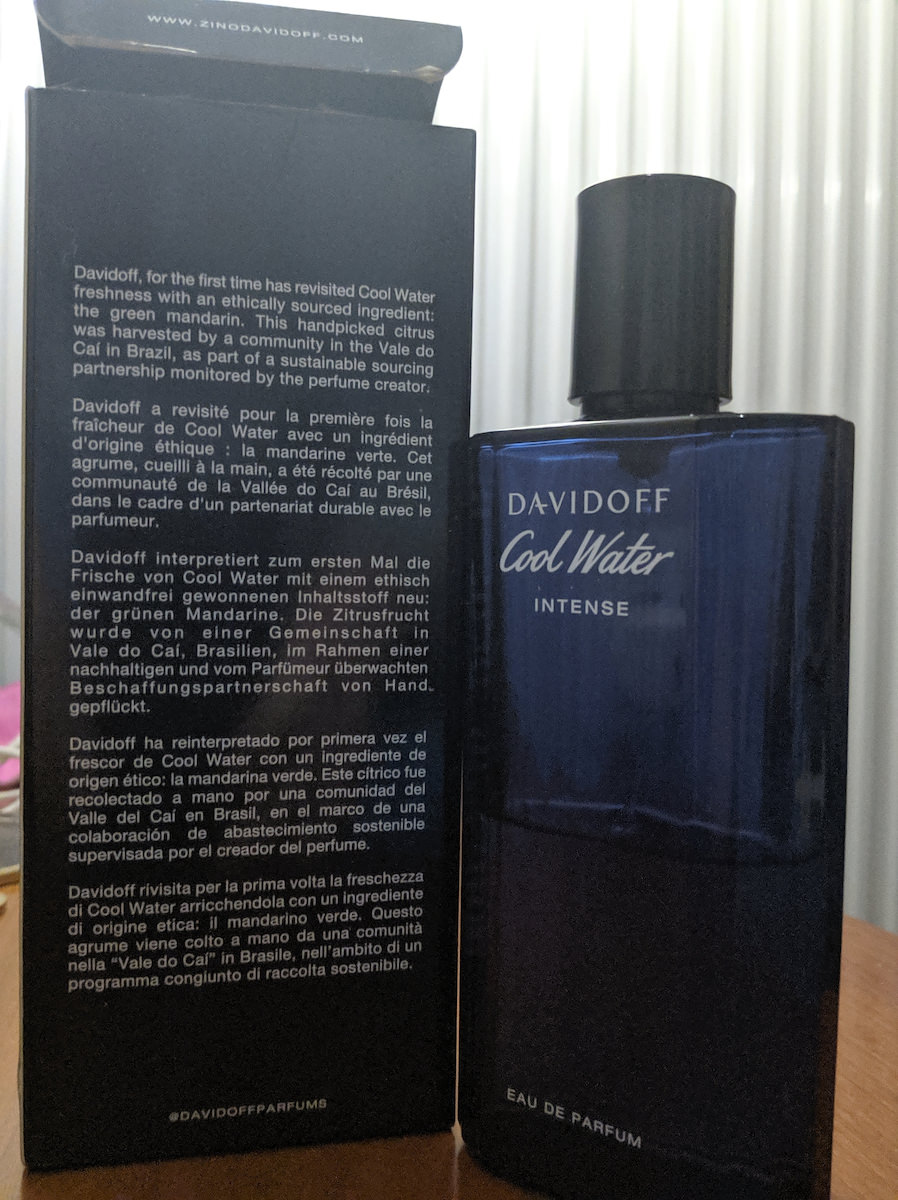 WWW.ZINODAVIDOFF.COM
Davidoff, for the first time has revisited Cool Water
freshness with an ethically sourced ingredient:
the green mandarin. This handpicked citrus
was harvested by a community in the Vale do
Caí in Brazil, as part of a sustainable sourcing
partnership monitored by the perfume creator.
Davidoff a revisité pour la première fois la
fraîcheur de Cool Water avec un ingrédient
d'origine éthique : la mandarine verte. Cet
agrume, cueilli à la main, a été récolté par une
communauté de la Vallée do Caí au Brésil,
dans le cadre d'un partenariat durable avec le
parfumeur.
Davidoff interpretiert zum ersten Mal die
Frische von Cool Water mit einem ethisch
einwandfrei gewonnenen Inhaltsstoff neu:
der grünen Mandarine. Die Zitrusfrucht
wurde von einer Gemeinschaft in
Vale do Caí, Brasilien, im Rahmen einer
nachhaltigen und vom Parfümeur überwachten
Beschaffungspartnerschaft von Hand
gepflückt.
Davidoff ha reinterpretado por primera vez el
frescor de Cool Water con un ingrediente de
origen ético: la mandarina verde. Este cítrico fue
recolectado a mano por una comunidad del
Valle del Caí en Brasil, en el marco de una
colaboración de abastecimiento sostenible
supervisada por el creador del perfume.
Davidoff rivisita per la prima volta la freschezza
di Cool Water arricchendola con un ingrediente
di origine etica: il mandarino verde. Questo
agrume viene colto a mano da una comunità
nella “Vale do Caí” in Brasile, nell'ambito di un
programma congiunto di raccolta sostenibile.
@DAVIDOFFPARFUMS
DAVIDOFF
Cool Water
INTENSE
EAU DE PARFUM